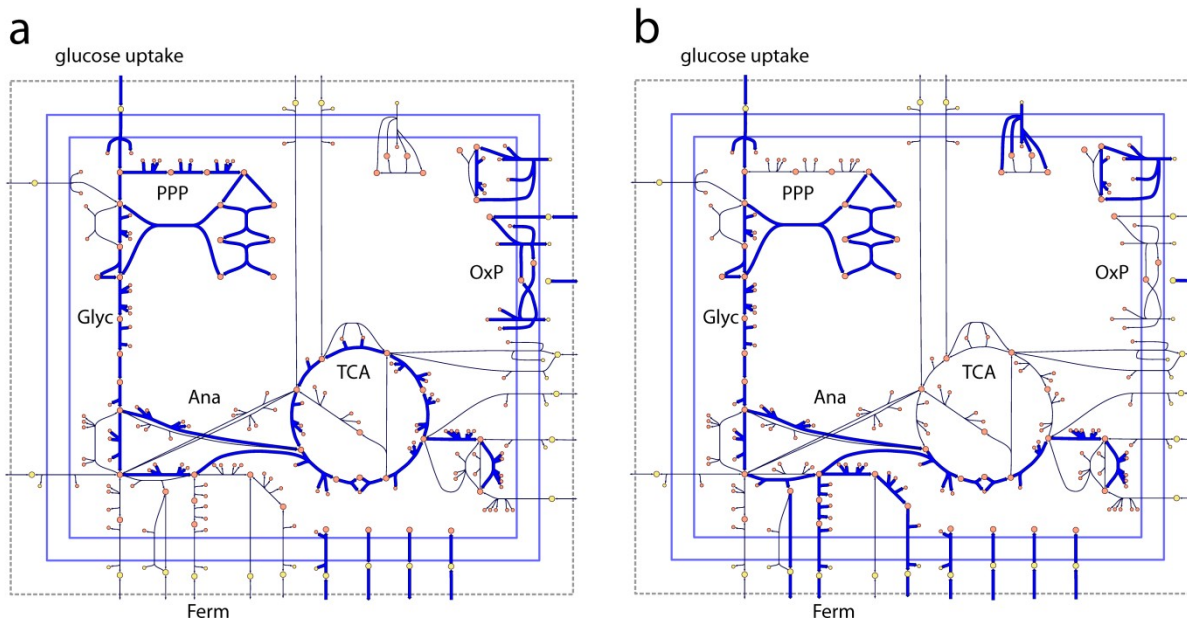 a
glucose uptake
PPP
OxP
Glyc
TCA
Ana
Ferm
b
glucose uptake
PPP
OxP
Glyc
TCA
Ana
Ferm